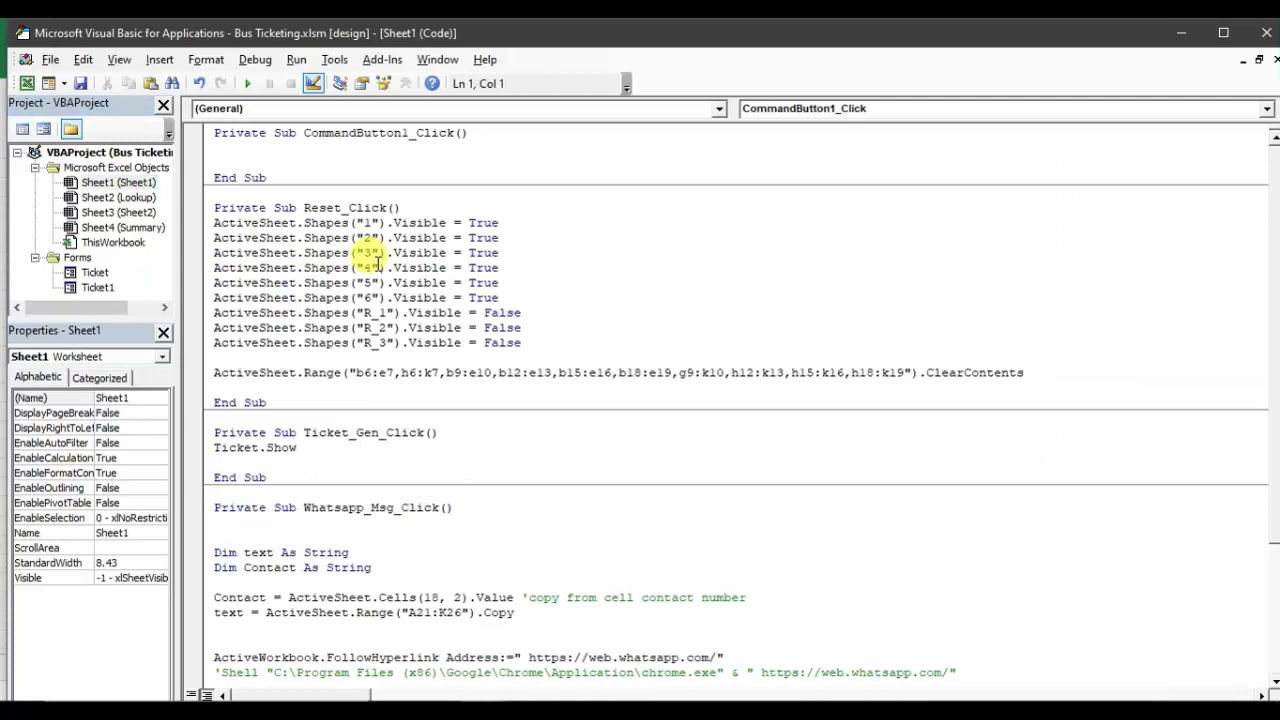 Microsoft Visual Basic for Applications - Bus Ticketing.xlsm [design] - [Sheet1 (Code)]
File Edit View Insert Format Debug Run Tools Add-Ins Window Help
Ln 1, Col 1
Project - VBAProject
(General)
CommandButton1_Click
VBAProject (Bus Ticketi
Microsoft Excel Objects
Sheet1 (Sheet1)
Sheet2 (Lookup)
Sheet3 (Sheet2)
Sheet4 (Summary)
ThisWorkbook
Forms
Ticket
Ticket1
Properties - Sheet1
Sheet1 Worksheet
Alphabetic Categorized
(Name) Sheet1
DisplayPageBreak False
DisplayRightToLe False
EnableAutoFilter False
EnableCalculation True
EnableFormatCon True
EnableOutlining False
EnablePivotTable False
EnableSelection 0 - xlNoRestricti
Name Sheet1
ScrollArea
StandardWidth 8.43
Visible -1 - xlSheetVisib
Private Sub CommandButton1_Click()
End Sub
Private Sub Reset_Click()
ActiveSheet.Shapes("1").Visible = True
ActiveSheet.Shapes("2").Visible = True
ActiveSheet.Shapes("3").Visible = True
ActiveSheet.Shapes("4").Visible = True
ActiveSheet.Shapes("5").Visible = True
ActiveSheet.Shapes("6").Visible = True
ActiveSheet.Shapes("R_1").Visible = False
ActiveSheet.Shapes("R_2").Visible = False
ActiveSheet.Shapes("R_3").Visible = False
ActiveSheet.Range("b6:e7,h6:k7,b9:e10,b12:e13,b15:e16,b18:e19,g9:k10,h12:k13,h15:k16,h18:k19").ClearContents
End Sub
Private Sub Ticket_Gen_Click()
Ticket.Show
End Sub
Private Sub Whatsapp_Msg_Click()
Dim text As String
Dim Contact As String
Contact = ActiveSheet.Cells(18, 2).Value 'copy from cell contact number
text = ActiveSheet.Range("A21:K26").Copy
ActiveWorkbook.FollowHyperlink Address:=" https://web.whatsapp.com/"
'Shell "C:\Program Files (x86)\Google\Chrome\Application\chrome.exe" & " https://web.whatsapp.com/"